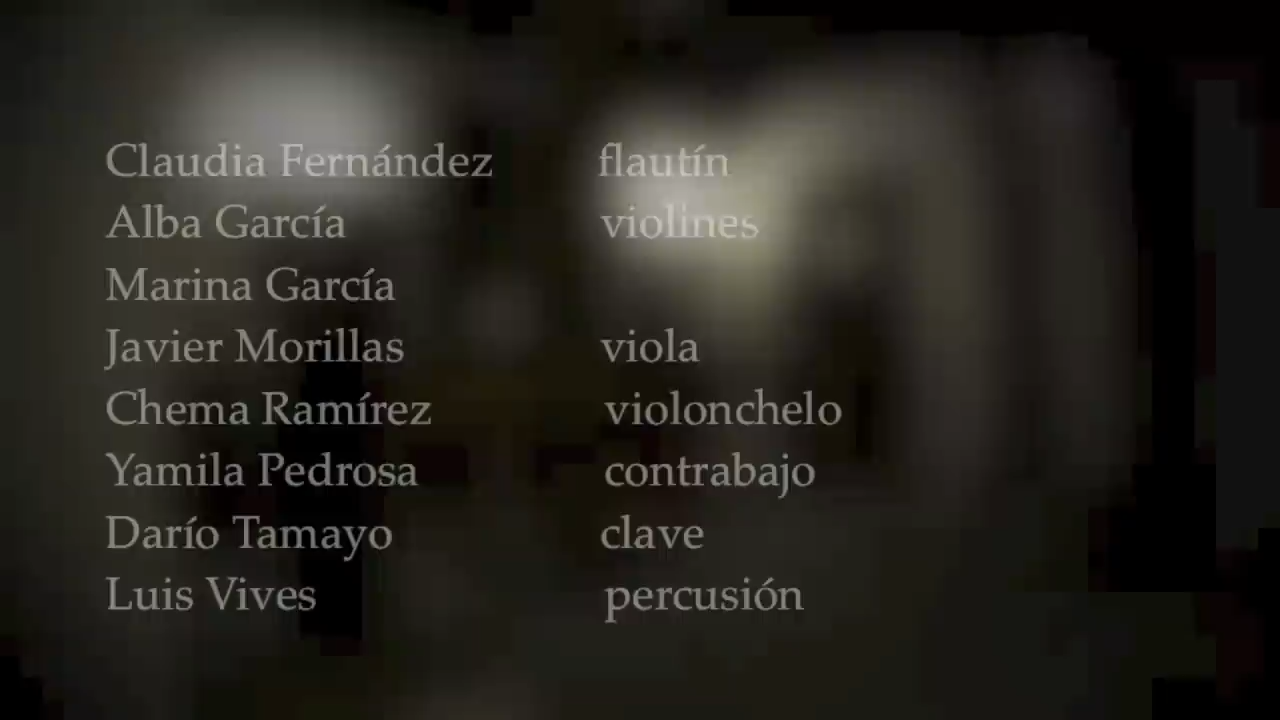 Claudia Fernández flautín
Alba García violines
Marina García
Javier Morillas viola
Chema Ramírez violonchelo
Yamila Pedrosa contrabajo
Darío Tamayo clave
Luis Vives percusión